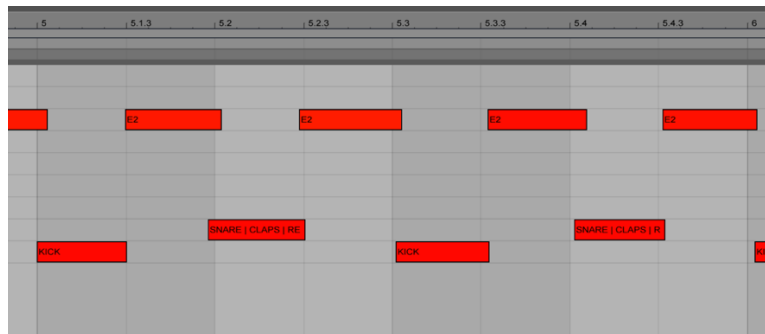 5 5.1.3 5.2 5.2.3 5.3 5.3.3 5.4 5.4.3 6
E2 E2 E2 E2
SNARE | CLAPS | RE SNARE | CLAPS | R
KICK KICK KI